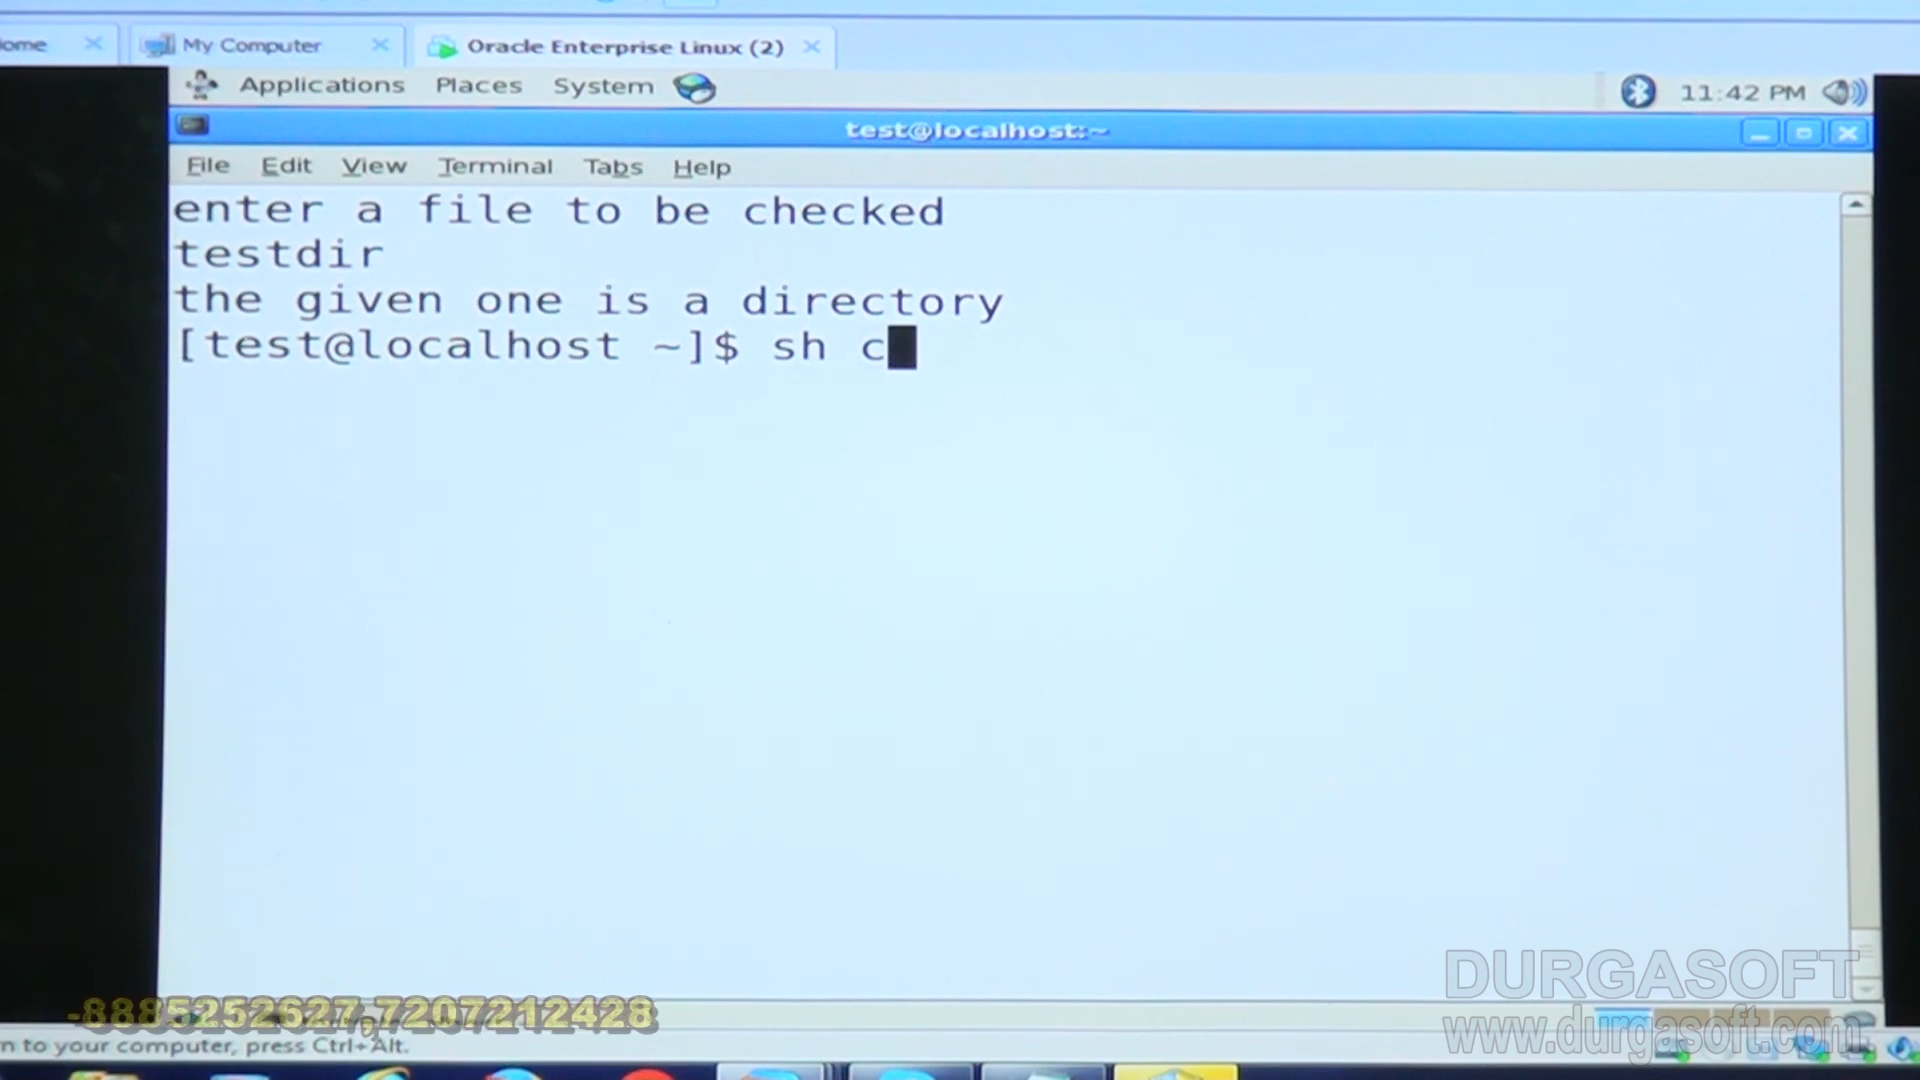 ome
My Computer
Oracle Enterprise Linux (2)
Applications Places System
11:42 PM
test@localhost:~
File Edit View Terminal Tabs Help
enter a file to be checked
testdir
the given one is a directory
[test@localhost ~]$ sh c
DURGASOFT
-8885252627,7207212428
www.durgasoft.com
n to your computer, press Ctrl+Alt.